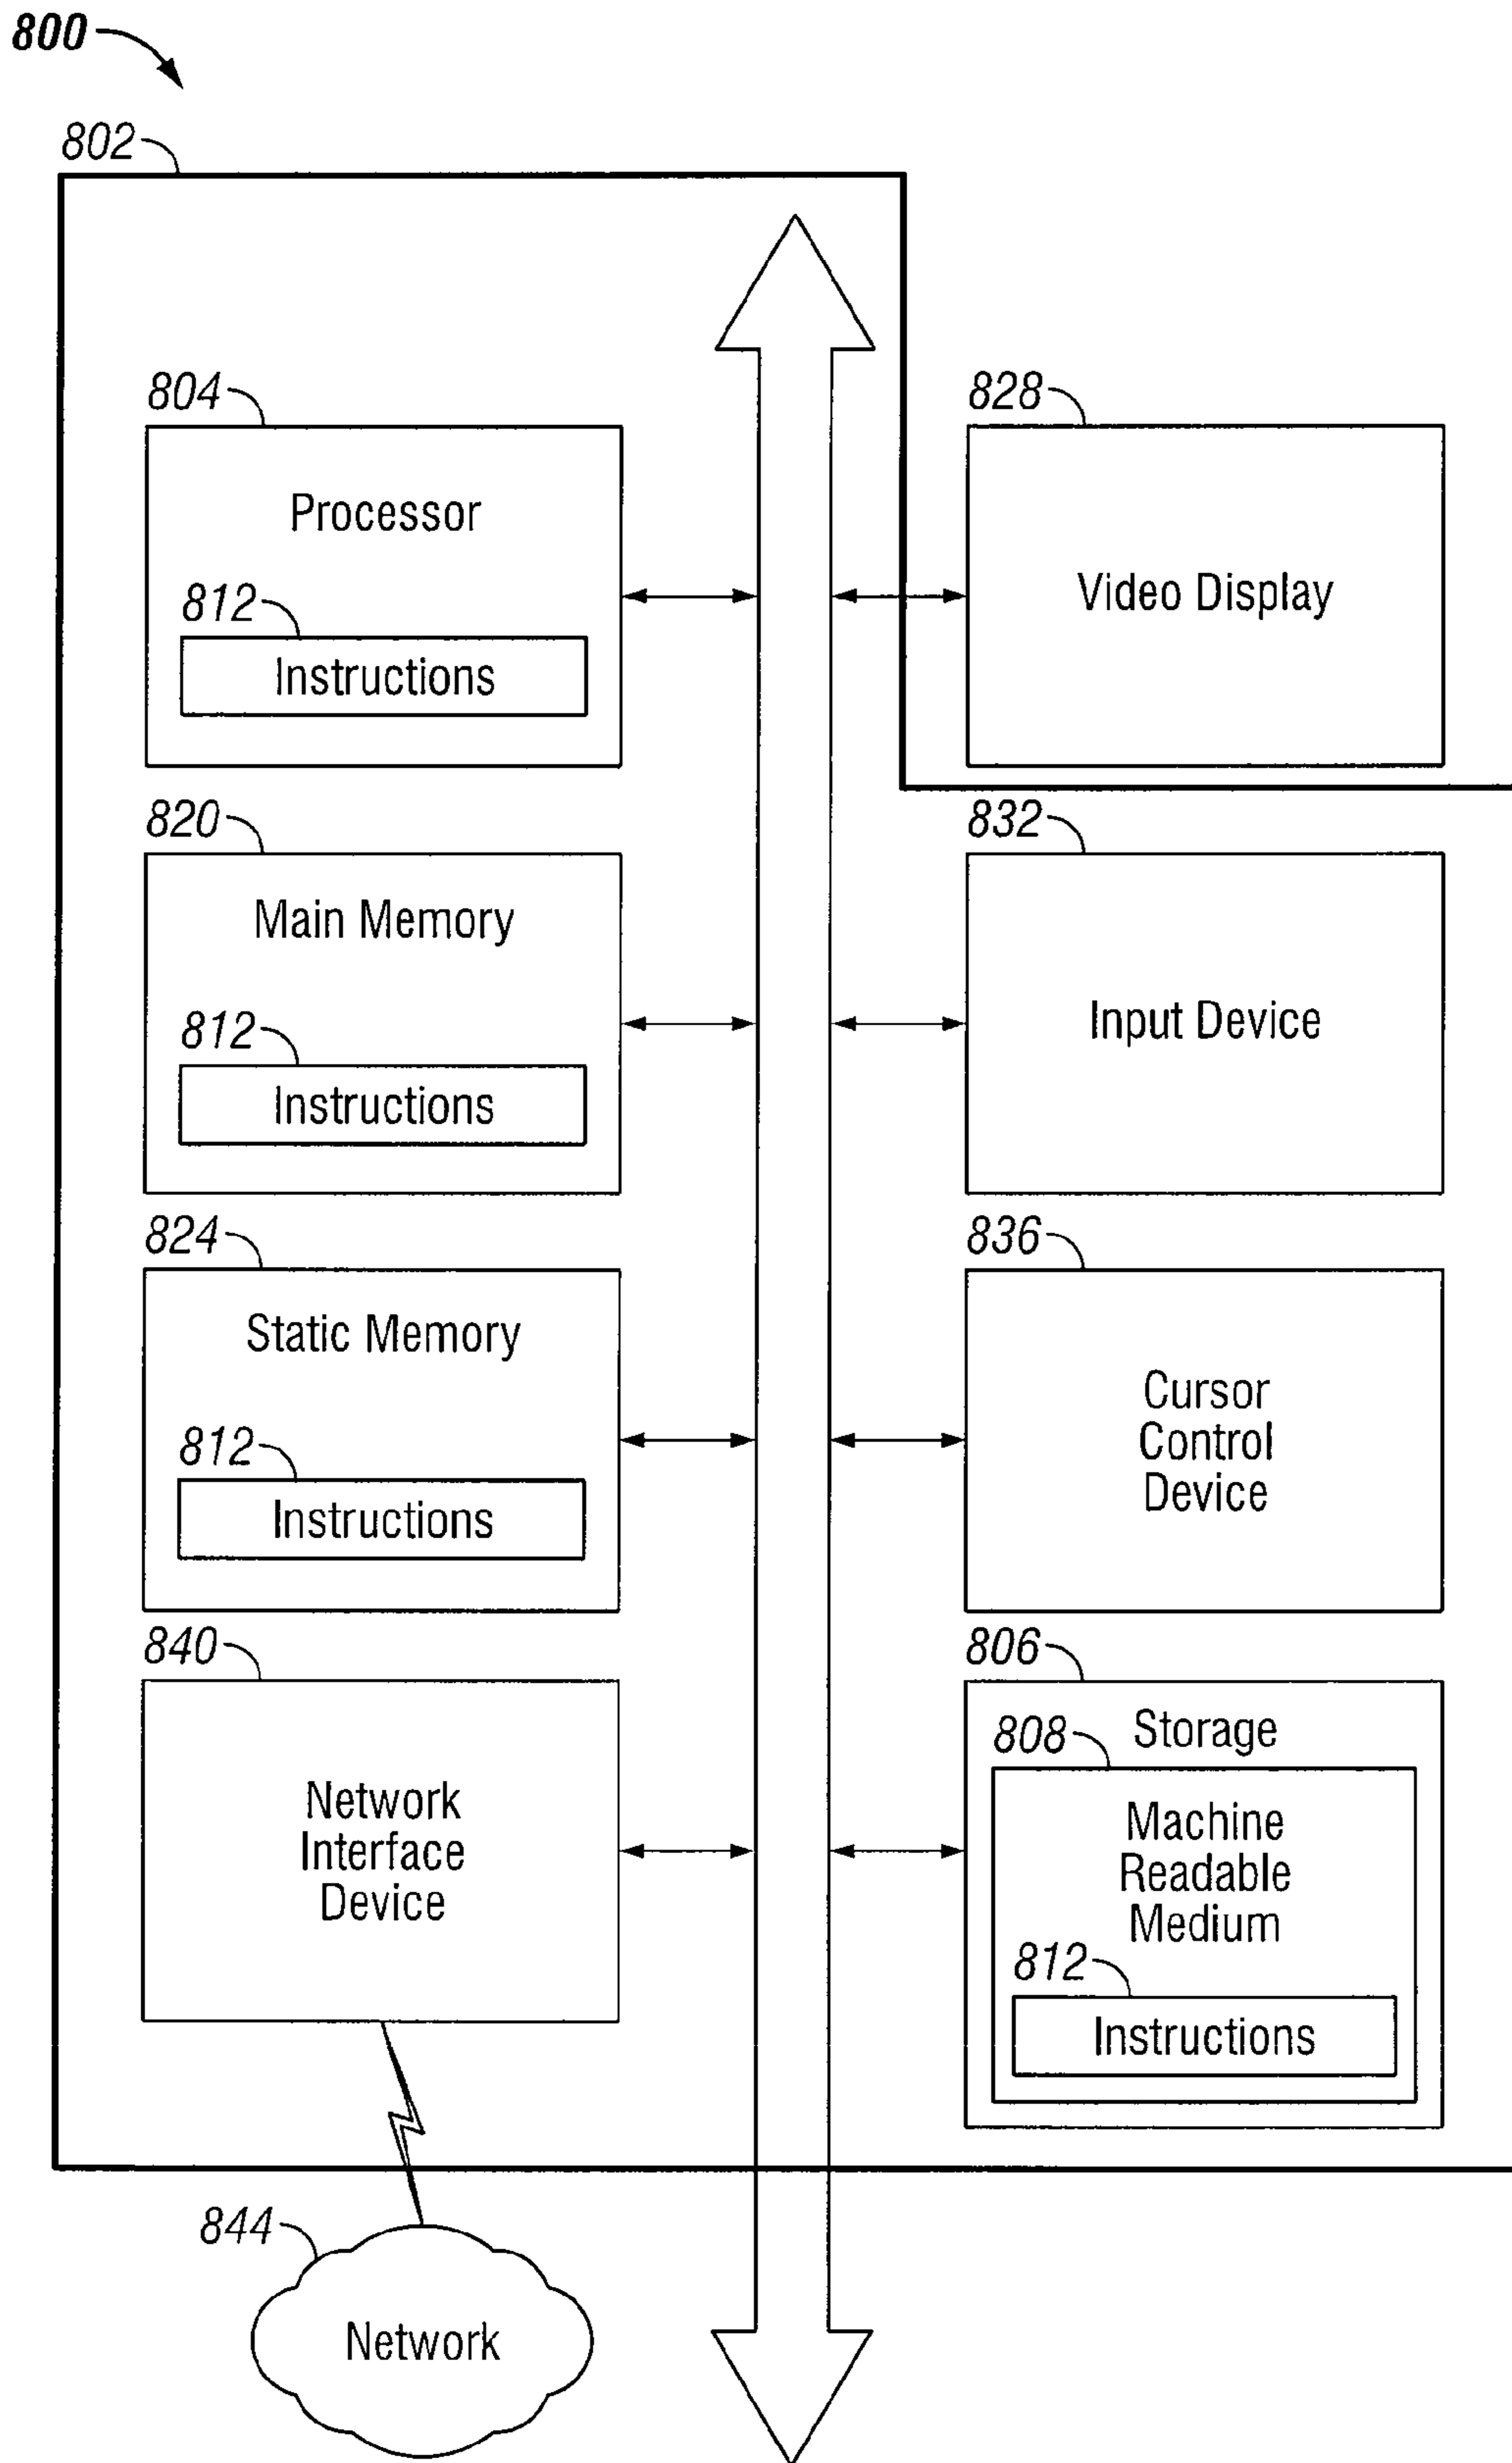 800
802
804
Processor
812
Instructions
828
Video Display
820
Main Memory
812
Instructions
832
Input Device
824
Static Memory
812
Instructions
836
Cursor
Control
Device
840
Network
Interface
Device
806
Storage
808
Machine
Readable
Medium
812
Instructions
844
Network